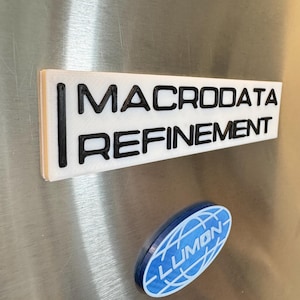 MACRODATA
REFINEMENT
LUMON